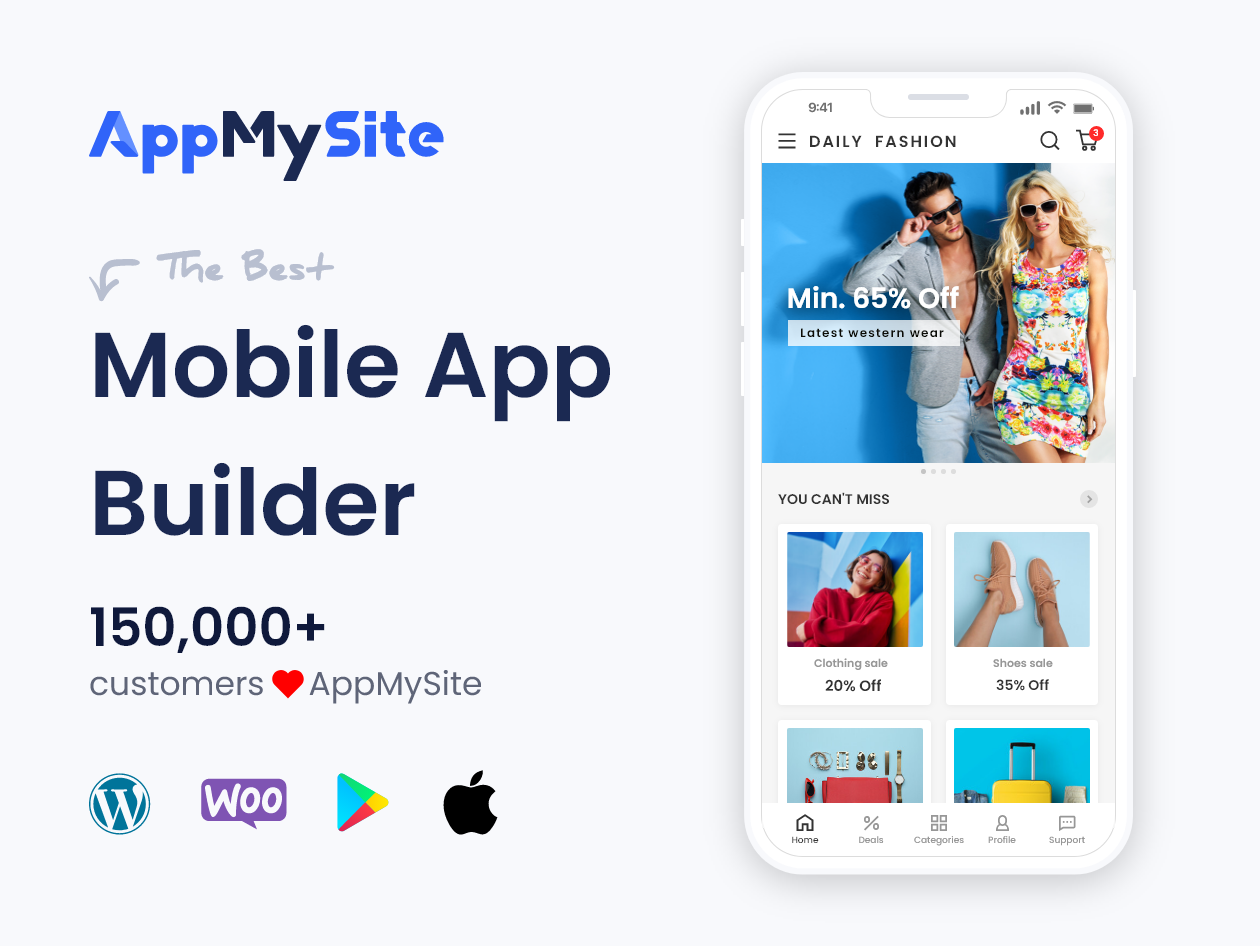 AppMySite
The Best
Mobile App
Builder
150,000+
customers AppMySite
W
WOO
9:41
DAILY FASHION
3
Min. 65% Off
Latest western wear
YOU CAN'T MISS
Clothing sale
20% Off
Shoes sale
35% Off
Home
Deals
Categories
Profile
Support